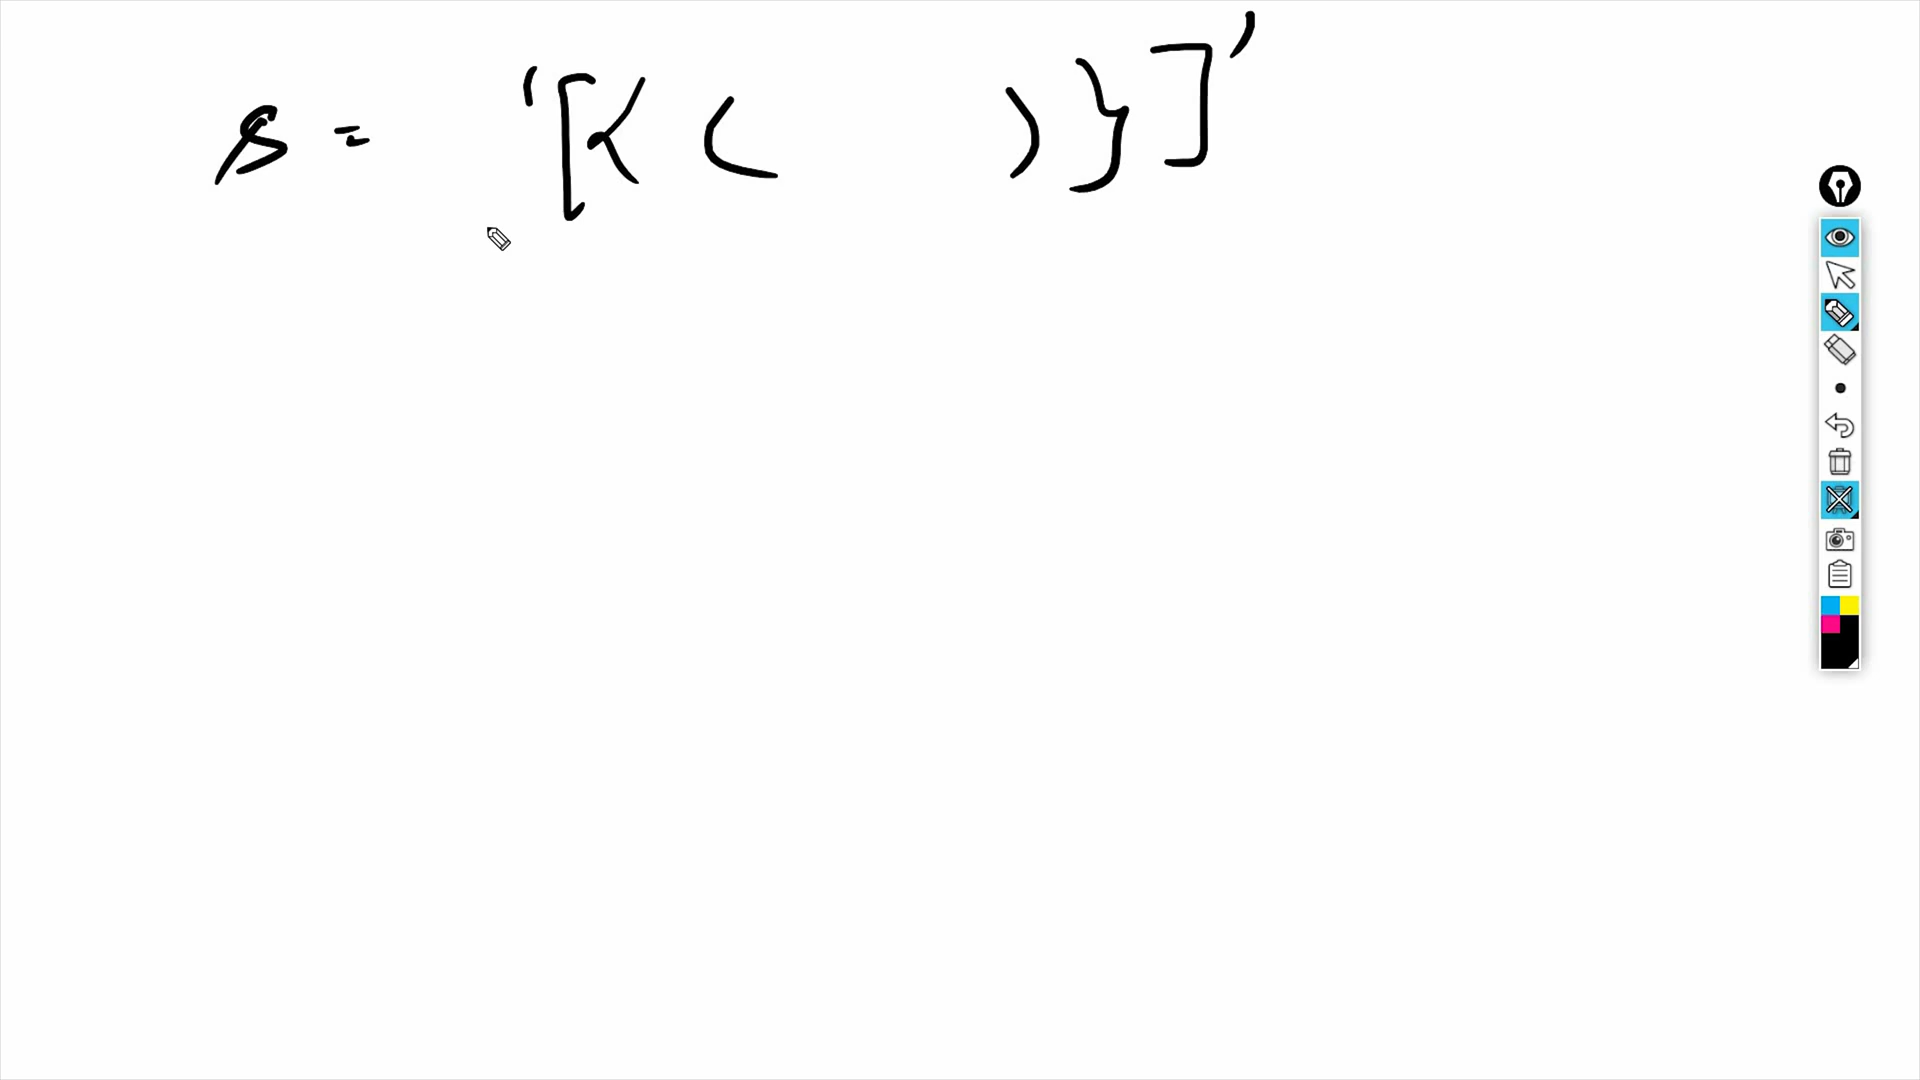 s = '[{ ( ) } ]'